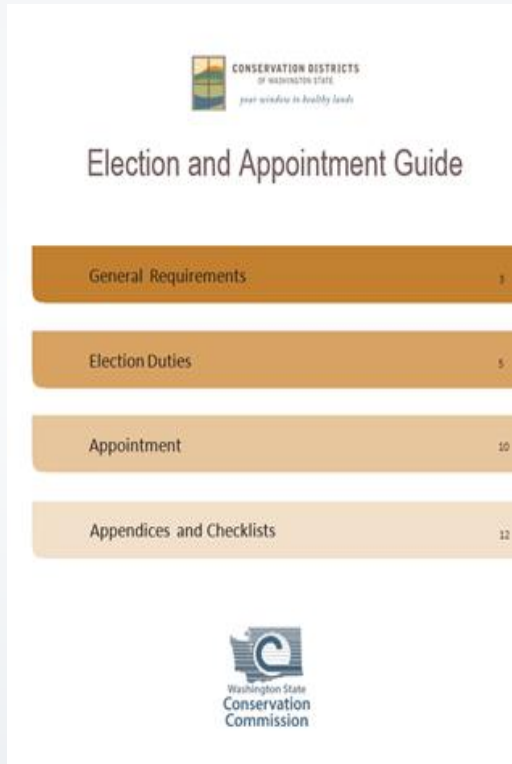 CONSERVATION DISTRICTS
OF WASHINGTON STATE
your window to healthy lands
Election and Appointment Guide
General Requirements 3
Election Duties 5
Appointment 10
Appendices and Checklists 12
Washington State
Conservation
Commission